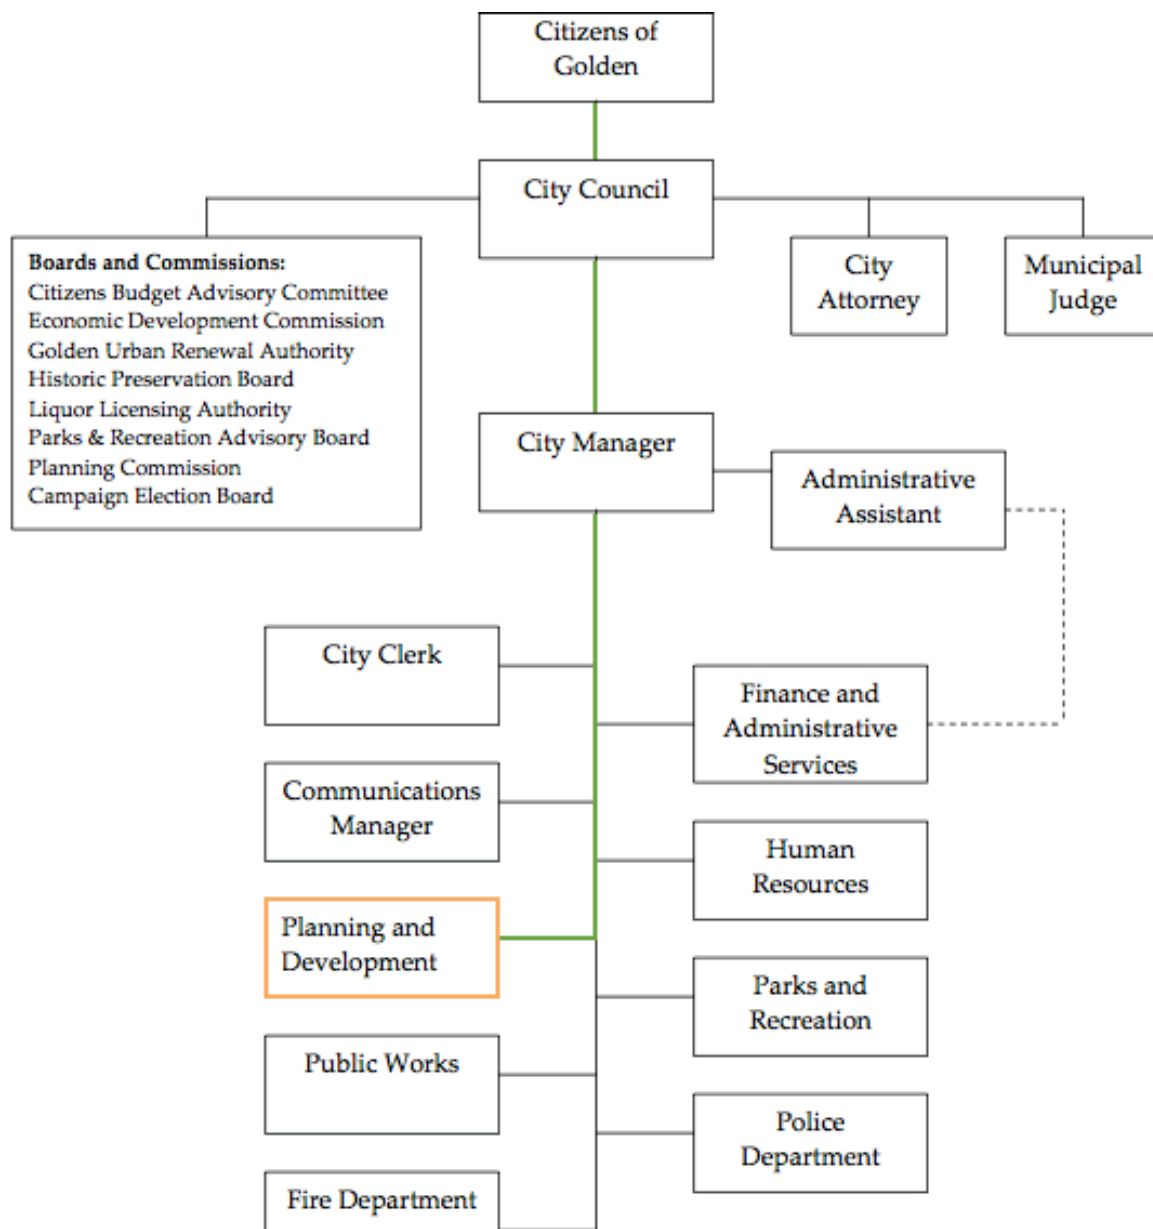 Citizens of
Golden
City Council
Boards and Commissions:
Citizens Budget Advisory Committee
Economic Development Commission
Golden Urban Renewal Authority
Historic Preservation Board
Liquor Licensing Authority
Parks & Recreation Advisory Board
Planning Commission
Campaign Election Board
City
Attorney
Municipal
Judge
City Manager
Administrative
Assistant
City Clerk
Finance and
Administrative
Services
Communications
Manager
Human
Resources
Planning and
Development
Parks and
Recreation
Public Works
Police
Department
Fire Department